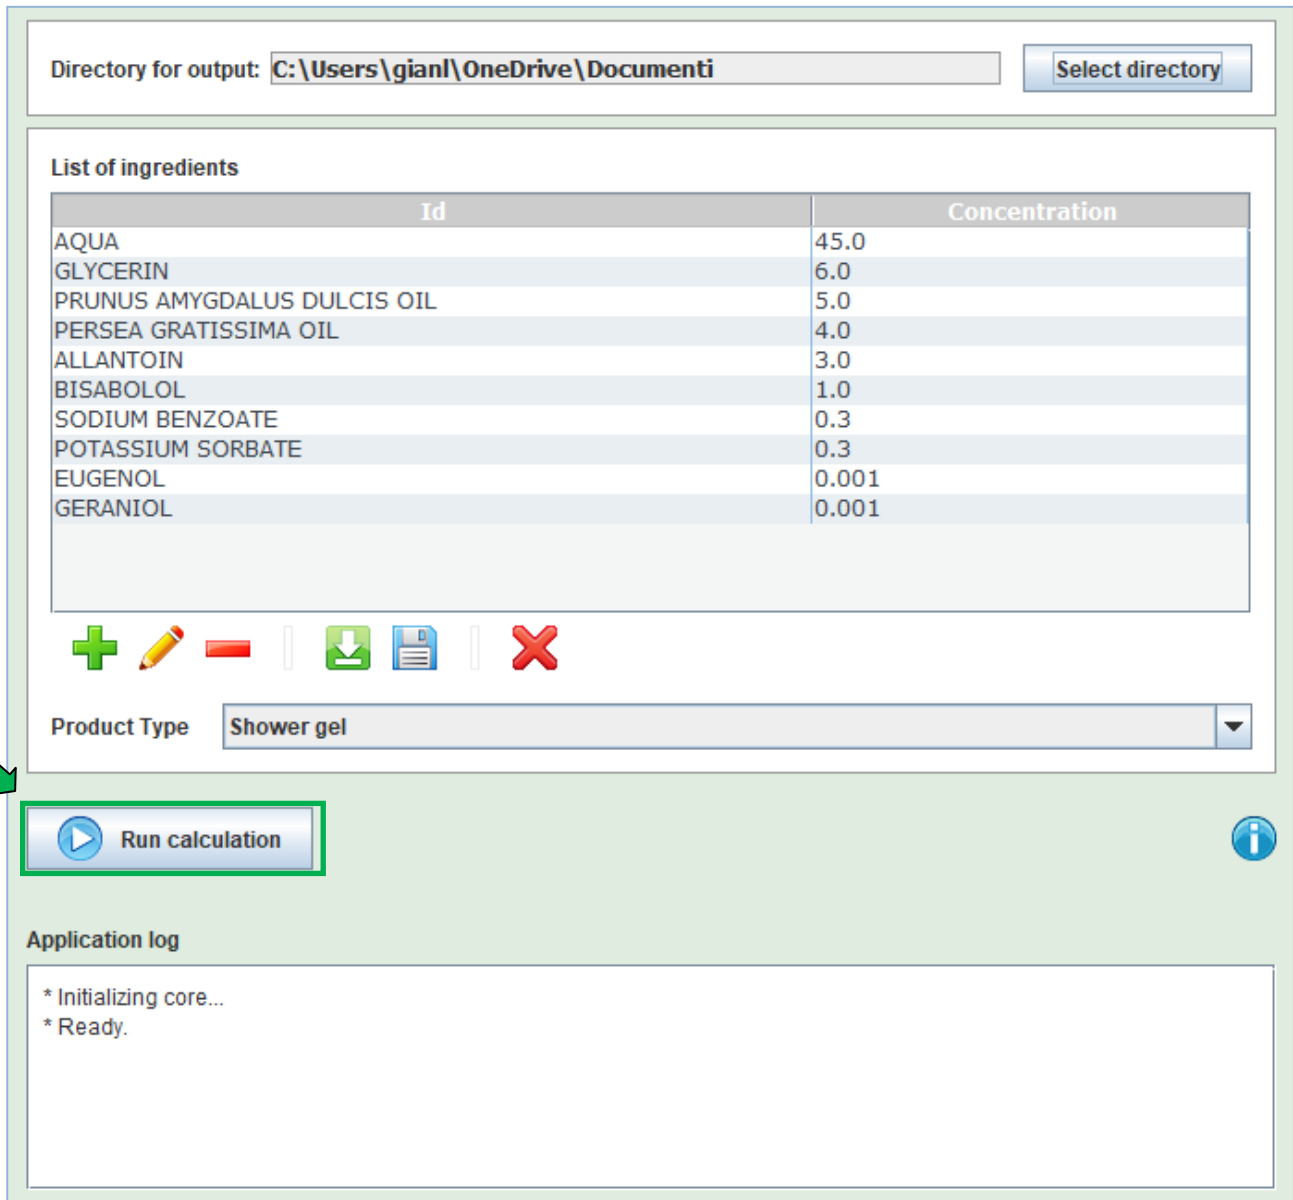 Directory for output: C:\Users\gianl\OneDrive\Documenti Select directory
List of ingredients
Id Concentration
AQUA 45.0
GLYCERIN 6.0
PRUNUS AMYGDALUS DULCIS OIL 5.0
PERSEA GRATISSIMA OIL 4.0
ALLANTOIN 3.0
BISABOLOL 1.0
SODIUM BENZOATE 0.3
POTASSIUM SORBATE 0.3
EUGENOL 0.001
GERANIOL 0.001
Product Type Shower gel
Run calculation
Application log
* Initializing core...
* Ready.